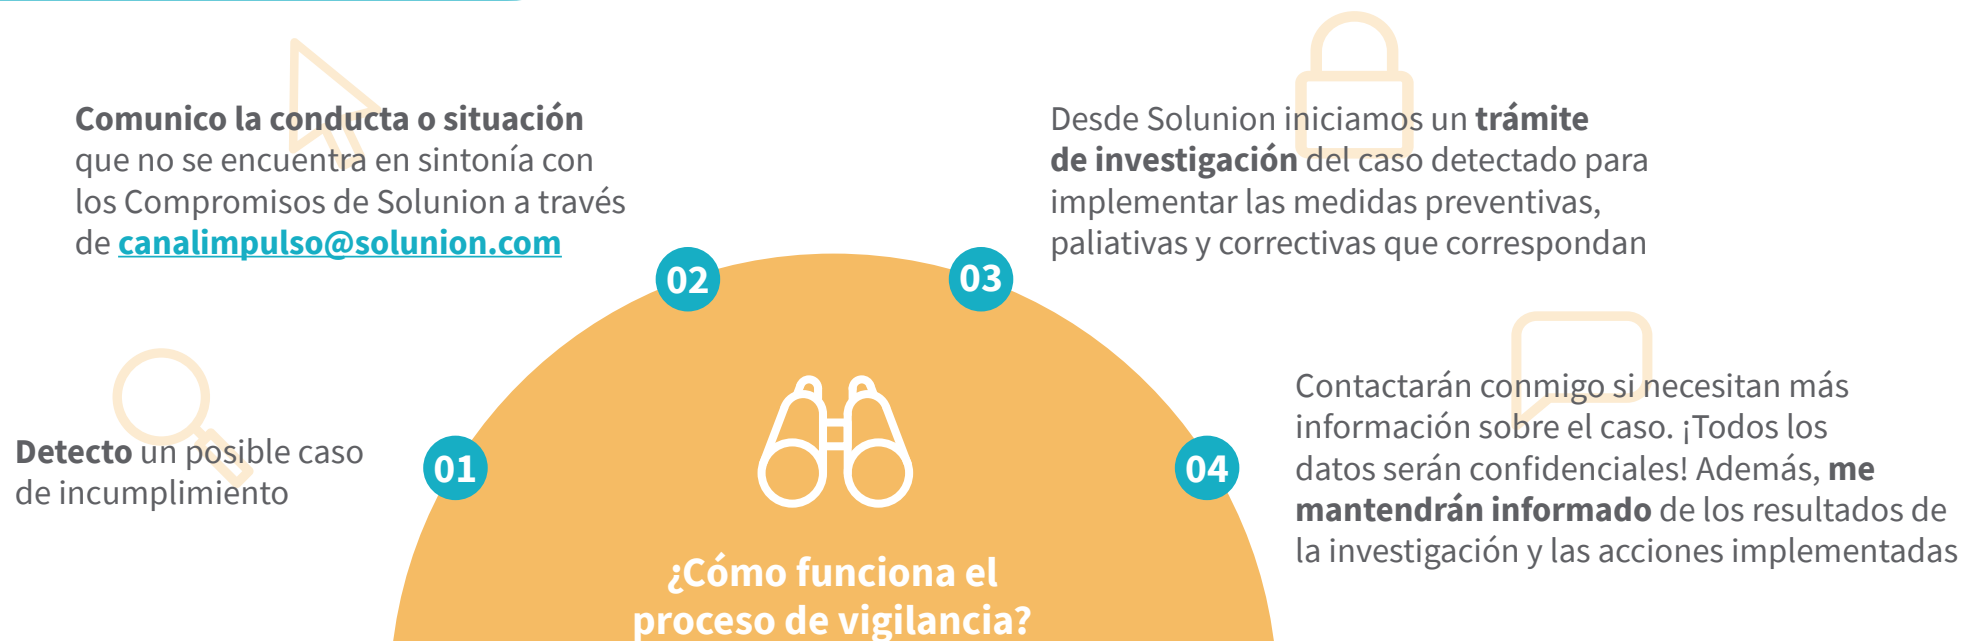 Comunico la conducta o situación
que no se encuentra en sintonía con
los Compromisos de Solunion a través
de canalimpulso@solunion.com
Desde Solunion iniciamos un trámite
de investigación del caso detectado para
implementar las medidas preventivas,
paliativas y correctivas que correspondan
02
03
Detecto un posible caso
de incumplimiento
01
04
Contactarán conmigo si necesitan más
información sobre el caso. ¡Todos los
datos serán confidenciales! Además, me
mantendrán informado de los resultados de
la investigación y las acciones implementadas
¿Cómo funciona el
proceso de vigilancia?